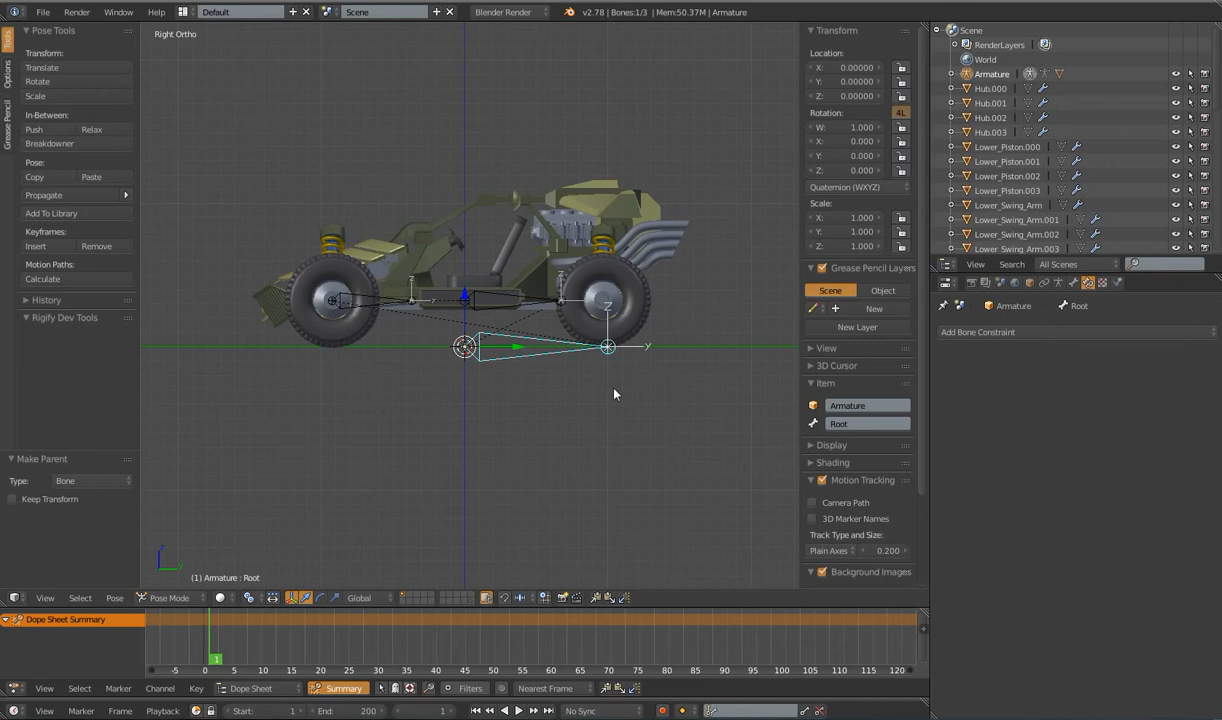 File Render Window Help Default Scene Blender Render v2.78 | Bones:1/3 | Mem:50.37M | Armature
Tools
Options
Grease Pencil
Pose Tools
Transform:
Translate
Rotate
Scale
In-Between:
Push Relax
Breakdowner
Pose:
Copy Paste
Propagate
Add To Library
Keyframes:
Insert Remove
Motion Paths:
Calculate
History
Rigify Dev Tools
Make Parent
Type: Bone
Keep Transform
Right Ortho
Z
Z
Y
Z
Y
z
y
(1) Armature : Root
View Select Pose Pose Mode Global
Transform
Location:
X: 0.00000
Y: 0.00000
Z: 0.00000
Rotation: 4L
W: 1.000
X: 0.000
Y: 0.000
Z: 0.000
Quaternion (WXYZ)
Scale:
X: 1.000
Y: 1.000
Z: 1.000
Grease Pencil Layers
Scene Object
New
New Layer
View
3D Cursor
Item
Armature
Root
Display
Shading
Motion Tracking
Camera Path
3D Marker Names
Track Type and Size:
Plain Axes 0.200
Background Images
Scene
RenderLayers
World
Armature
Hub.000
Hub.001
Hub.002
Hub.003
Lower_Piston.000
Lower_Piston.001
Lower_Piston.002
Lower_Piston.003
Lower_Swing_Arm
Lower_Swing_Arm.001
Lower_Swing_Arm.002
Lower_Swing_Arm.003
View Search All Scenes
Armature Root
Add Bone Constraint
Dope Sheet Summary
1
-5 0 5 10 15 20 25 30 35 40 45 50 55 60 65 70 75 80 85 90 95 100 105 110 115 120
View Select Marker Channel Key Dope Sheet Summary Filters Nearest Frame
View Marker Frame Playback Start: 1 End: 200 1 No Sync